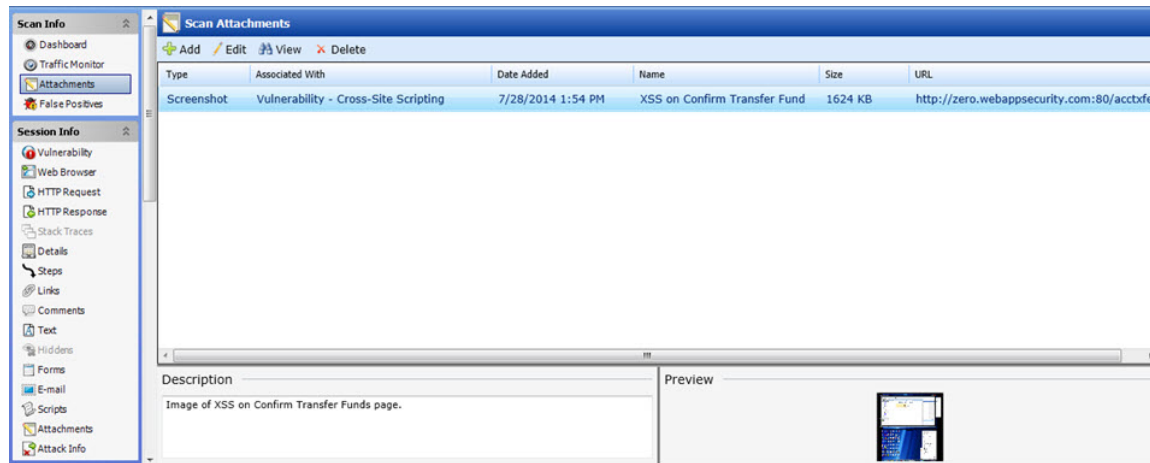 Scan Info
Dashboard
Traffic Monitor
Attachments
False Positives
Session Info
Vulnerability
Web Browser
HTTP Request
HTTP Response
Stack Traces
Details
Steps
Links
Comments
Text
Hiddens
Forms
E-mail
Scripts
Attachments
Attack Info
Scan Attachments
Add Edit View Delete
Type Associated With Date Added Name Size URL
Screenshot Vulnerability - Cross-Site Scripting 7/28/2014 1:54 PM XSS on Confirm Transfer Fund 1624 KB http://zero.webappsecurity.com:80/acctxfe
Description
Image of XSS on Confirm Transfer Funds page.
Preview